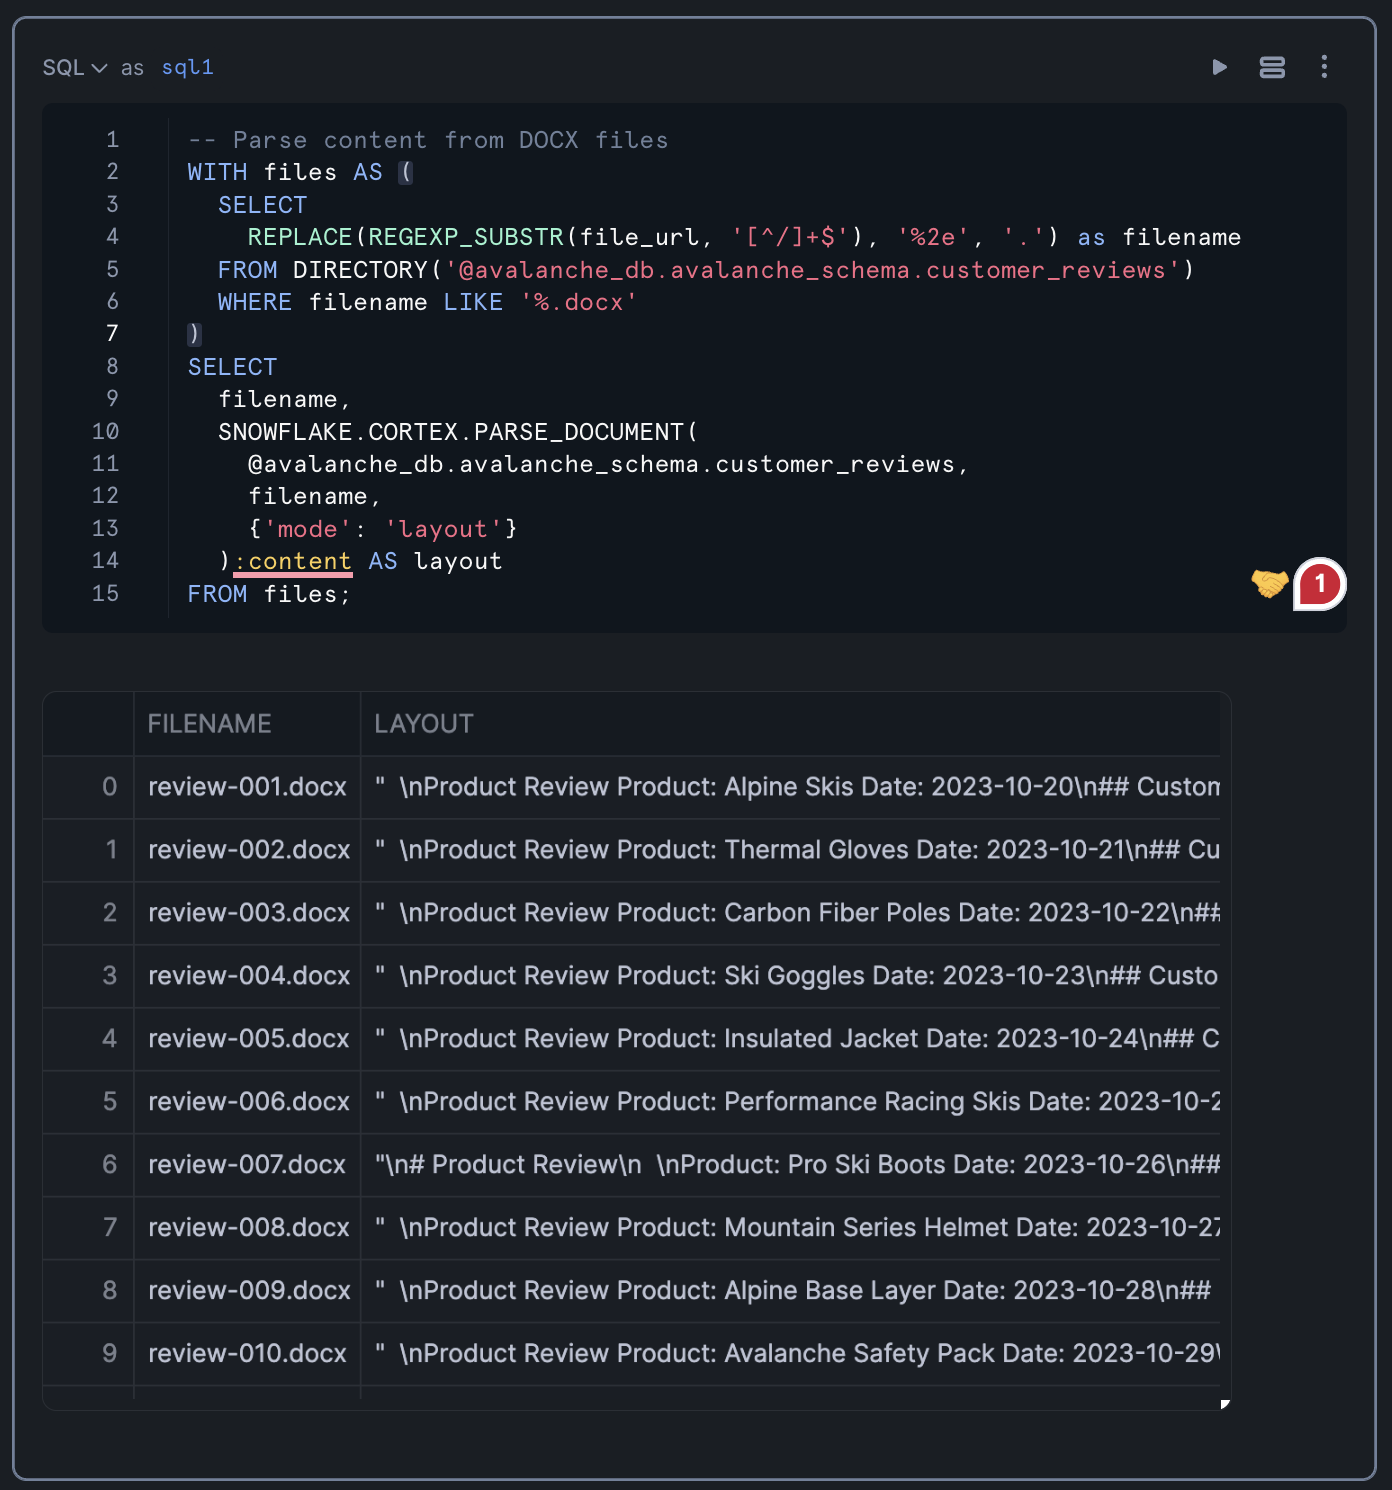 SQL as sql1
1 -- Parse content from DOCX files
2 WITH files AS (
3   SELECT
4     REPLACE(REGEXP_SUBSTR(file_url, '[^/]+$'), '%2e', '.') as filename
5   FROM DIRECTORY('@avalanche_db.avalanche_schema.customer_reviews')
6   WHERE filename LIKE '%.docx'
7 )
8 SELECT
9   filename,
10   SNOWFLAKE.CORTEX.PARSE_DOCUMENT(
11     @avalanche_db.avalanche_schema.customer_reviews,
12     filename,
13     {'mode': 'layout'}
14   ):content AS layout
15 FROM files;
1
FILENAME LAYOUT
0 review-001.docx "  \nProduct Review Product: Alpine Skis Date: 2023-10-20\n## Custom
1 review-002.docx "  \nProduct Review Product: Thermal Gloves Date: 2023-10-21\n## Cu
2 review-003.docx "  \nProduct Review Product: Carbon Fiber Poles Date: 2023-10-22\n##
3 review-004.docx "  \nProduct Review Product: Ski Goggles Date: 2023-10-23\n## Custo
4 review-005.docx "  \nProduct Review Product: Insulated Jacket Date: 2023-10-24\n## C
5 review-006.docx "  \nProduct Review Product: Performance Racing Skis Date: 2023-10-2
6 review-007.docx "\n# Product Review\n  \nProduct: Pro Ski Boots Date: 2023-10-26\n##
7 review-008.docx "  \nProduct Review Product: Mountain Series Helmet Date: 2023-10-27
8 review-009.docx "  \nProduct Review Product: Alpine Base Layer Date: 2023-10-28\n##
9 review-010.docx "  \nProduct Review Product: Avalanche Safety Pack Date: 2023-10-29\